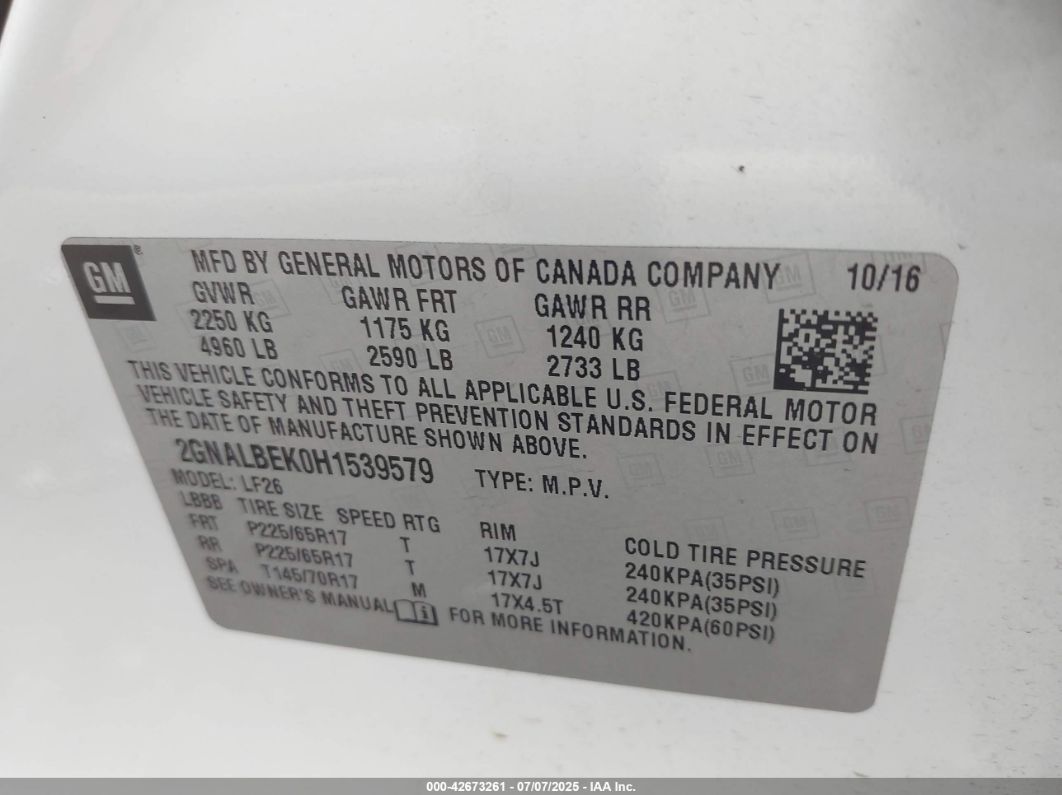 GM
MFD BY GENERAL MOTORS OF CANADA COMPANY 10/16
GVWR GAWR FRT GAWR RR
2250 KG 1175 KG 1240 KG
4960 LB 2590 LB 2733 LB
THIS VEHICLE CONFORMS TO ALL APPLICABLE U.S. FEDERAL MOTOR
VEHICLE SAFETY AND THEFT PREVENTION STANDARDS IN EFFECT ON
THE DATE OF MANUFACTURE SHOWN ABOVE.
2GNALBEK0H1539579 TYPE: M.P.V.
MODEL: LF26
LBBB TIRE SIZE SPEED RTG RIM COLD TIRE PRESSURE
FRT P225/65R17 T 17X7J 240KPA(35PSI)
RR P225/65R17 T 17X7J 240KPA(35PSI)
SPA T145/70R17 M 17X4.5T 420KPA(60PSI)
SEE OWNER'S MANUAL FOR MORE INFORMATION.
000-42673261 - 07/07/2025 - IAA Inc.